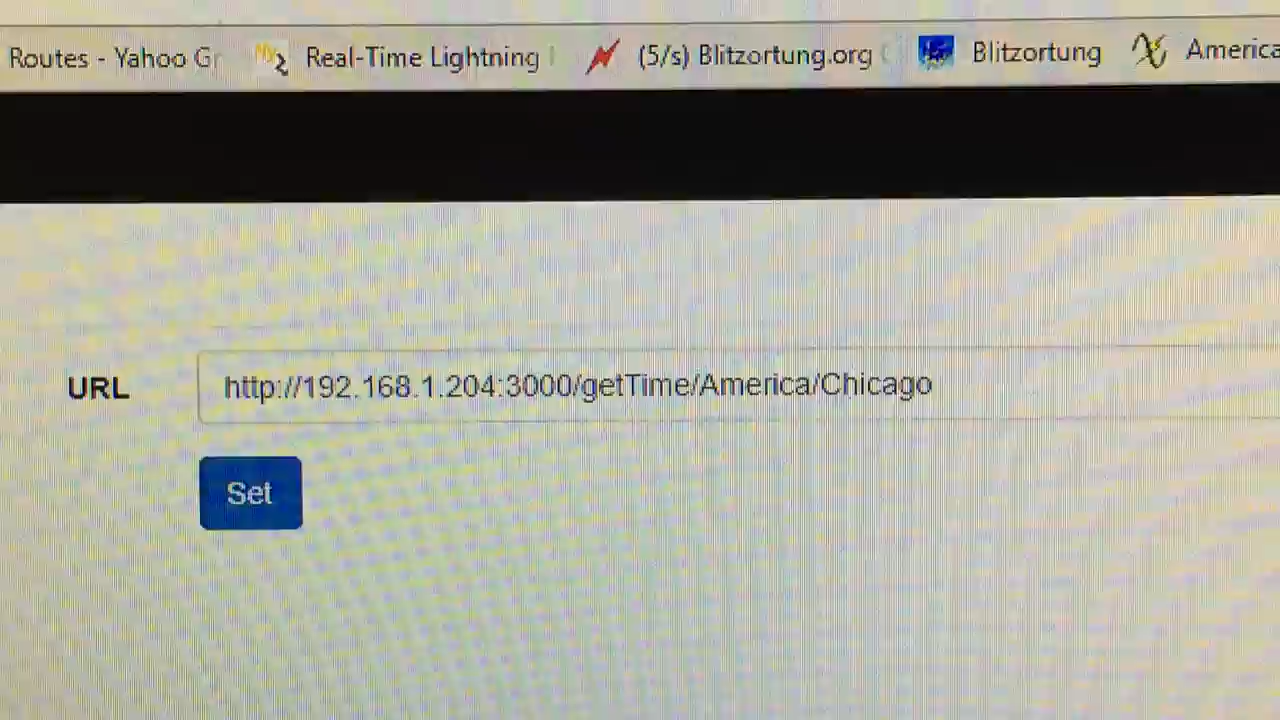 Routes - Yahoo Gr Real-Time Lightning (5/s) Blitzortung.org Blitzortung America
URL http://192.168.1.204:3000/getTime/America/Chicago
Set